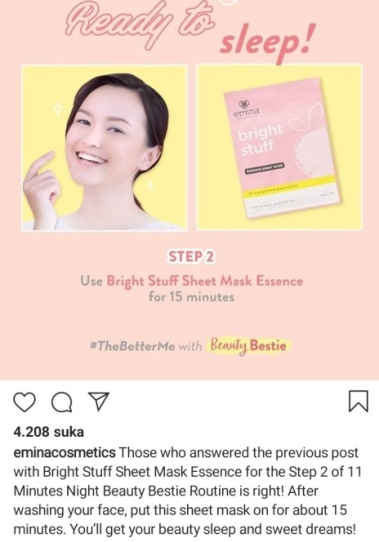 Ready to
sleep!
emina
bright
stuff
STEP 2
Use Bright Stuff Sheet Mask Essence
for 15 minutes
#TheBetterMe with Beauty Bestie
4.208 suka
eminacosmetics Those who answered the previous post
with Bright Stuff Sheet Mask Essence for the Step 2 of 11
Minutes Night Beauty Bestie Routine is right! After
washing your face, put this sheet mask on for about 15
minutes. You’ll get your beauty sleep and sweet dreams!